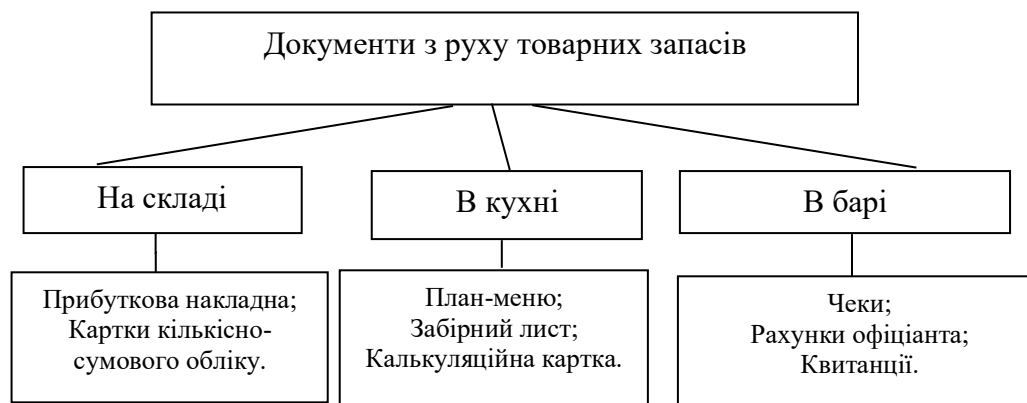 Документи з руху товарних запасів
На складі
В кухні
В барі
Прибуткова накладна;
Картки кількісно-
сумового обліку.
План-меню;
Забірний лист;
Калькуляційна картка.
Чеки;
Рахунки офіціанта;
Квитанції.